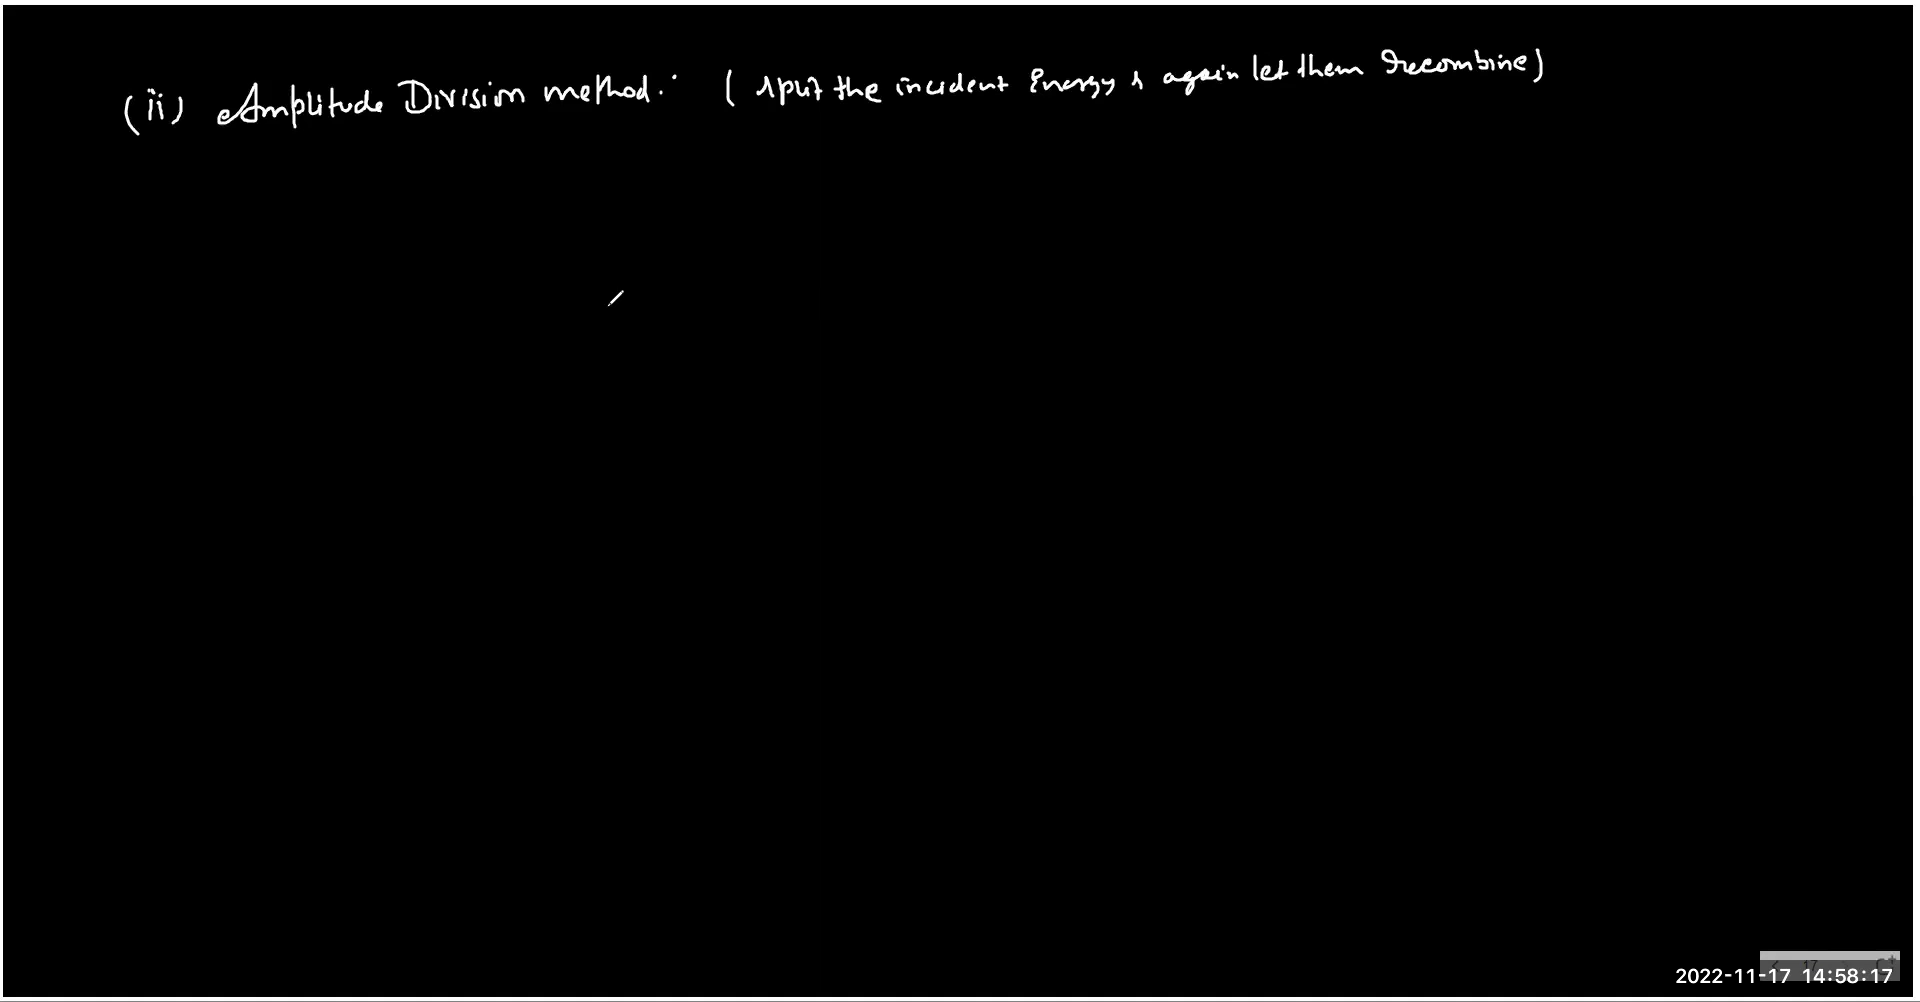 (ii) Amplitude Division method : ( split the incident Energy & again let them recombine)
2022-11-17 14:58:17